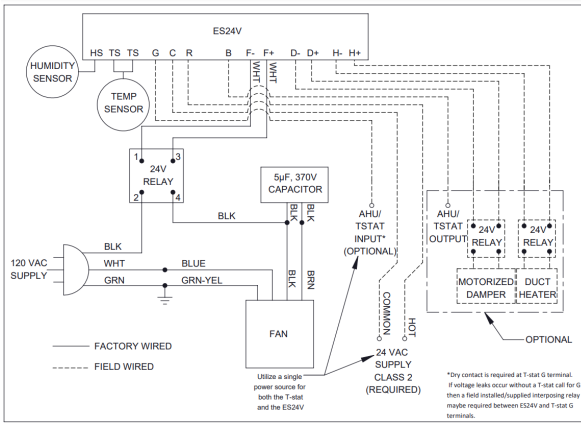 ES24V
HS TS TS G C R B F- F+ D- D+ H- H+
HUMIDITY
SENSOR
TEMP
SENSOR
WHT
WHT
1 3
24V
RELAY
2 4
5µF, 370V
CAPACITOR
BLK
BLK
BLK
AHU/
TSTAT
INPUT*
(OPTIONAL)
AHU/
TSTAT
OUTPUT
24V
RELAY
24V
RELAY
MOTORIZED
DAMPER
DUCT
HEATER
OPTIONAL
120 VAC
SUPPLY
BLK
WHT
BLUE
GRN
GRN-YEL
BLK
BRN
FAN
COMMON
HOT
24 VAC
SUPPLY
CLASS 2
(REQUIRED)
FACTORY WIRED
FIELD WIRED
Utilize a single
power source for
both the T-stat
and the ES24V
*Dry contact is required at T-stat G terminal.
If voltage leaks occur without a T-stat call for G
then a field installed/supplied interposing relay
maybe required between ES24V and T-stat G
terminals.